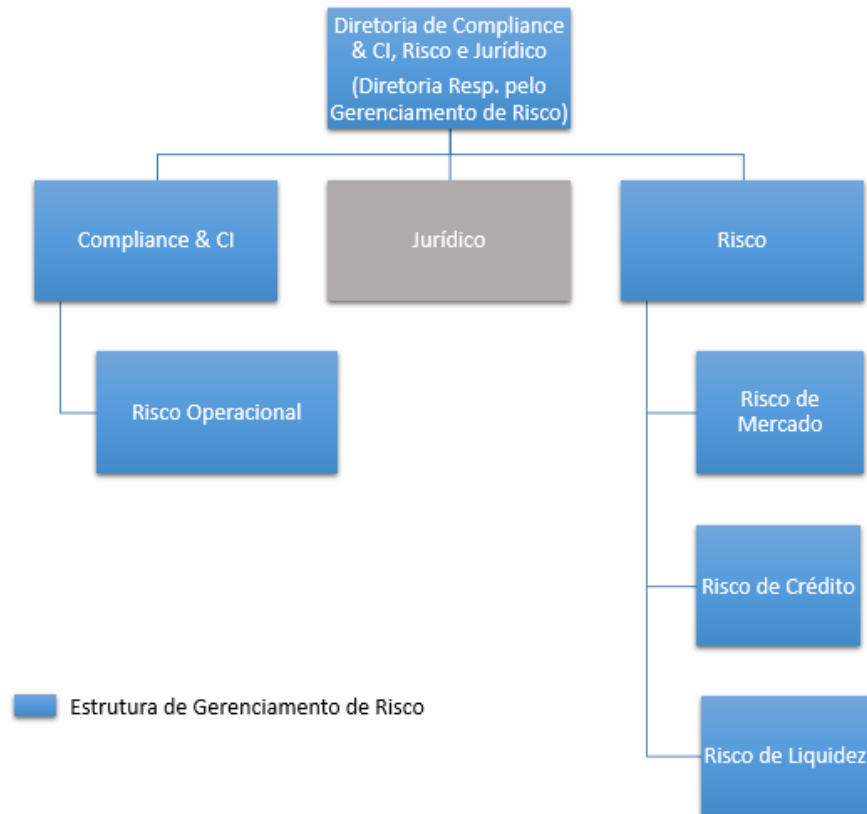 Diretoria de Compliance
& CI, Risco e Jurídico
(Diretoria Resp. pelo
Gerenciamento de Risco)
Compliance & CI
Jurídico
Risco
Risco Operacional
Risco de
Mercado
Risco de Crédito
Risco de Liquidez
Estrutura de Gerenciamento de Risco